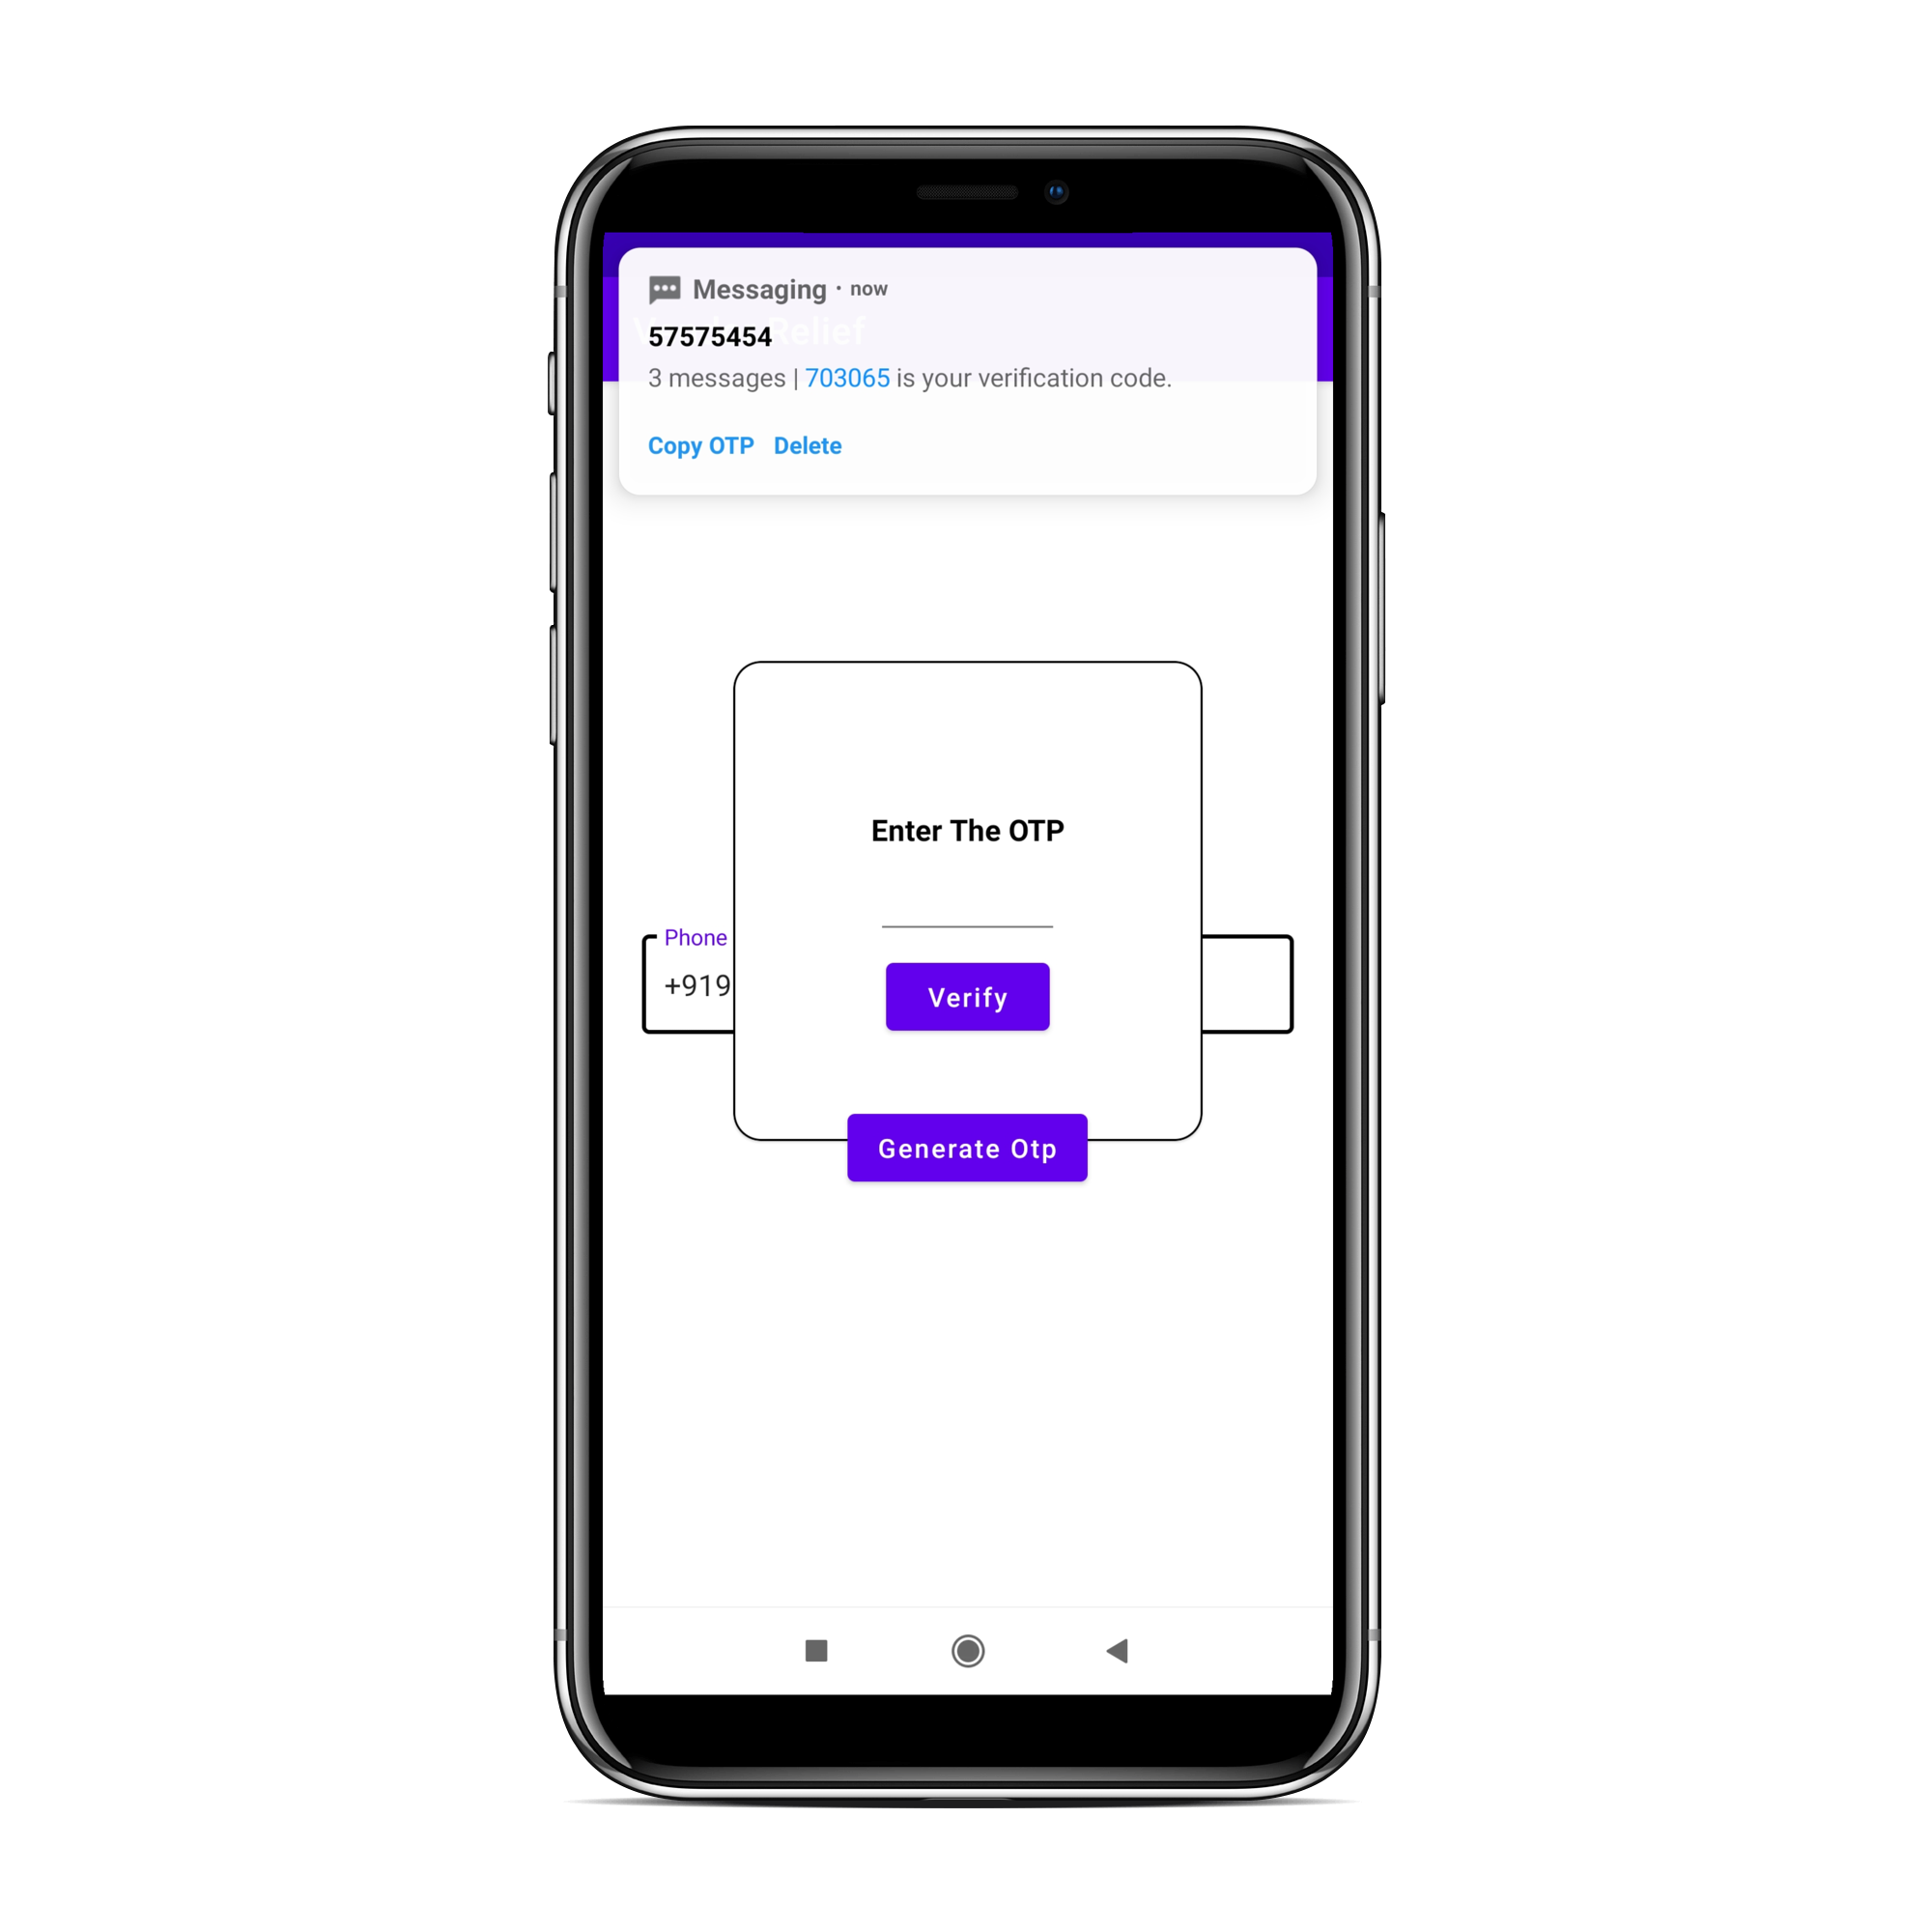 Messaging • now
Relief
57575454
3 messages | 703065 is your verification code.
Copy OTP Delete
Enter The OTP
Phone
+919
Verify
Generate Otp